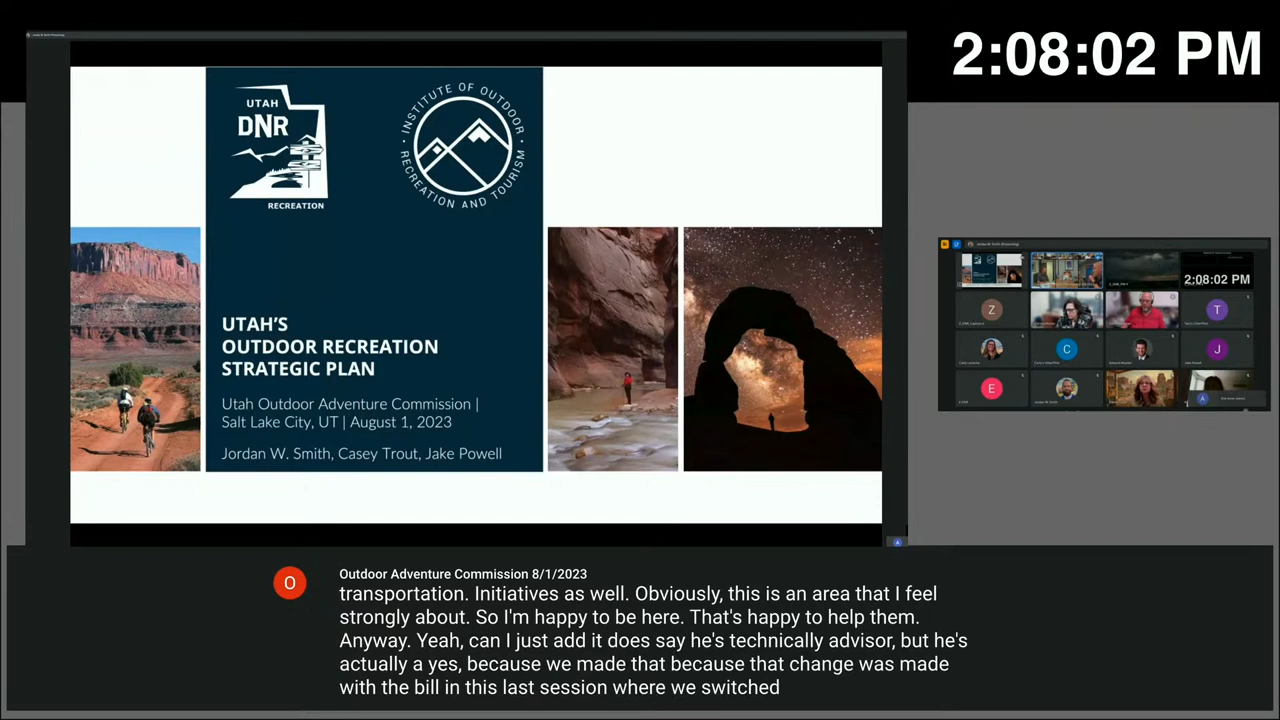 2:08:02 PM
UTAH
DNR
RECREATION
INSTITUTE OF OUTDOOR
RECREATION AND TOURISM
UTAH'S
OUTDOOR RECREATION
STRATEGIC PLAN
Utah Outdoor Adventure Commission |
Salt Lake City, UT | August 1, 2023
Jordan W. Smith, Casey Trout, Jake Powell
2:08:02 PM
Z
T
C
J
E
A
O
Outdoor Adventure Commission 8/1/2023
transportation. Initiatives as well. Obviously, this is an area that I feel
strongly about. So I'm happy to be here. That's happy to help them.
Anyway. Yeah, can I just add it does say he's technically advisor, but he's
actually a yes, because we made that because that change was made
with the bill in this last session where we switched